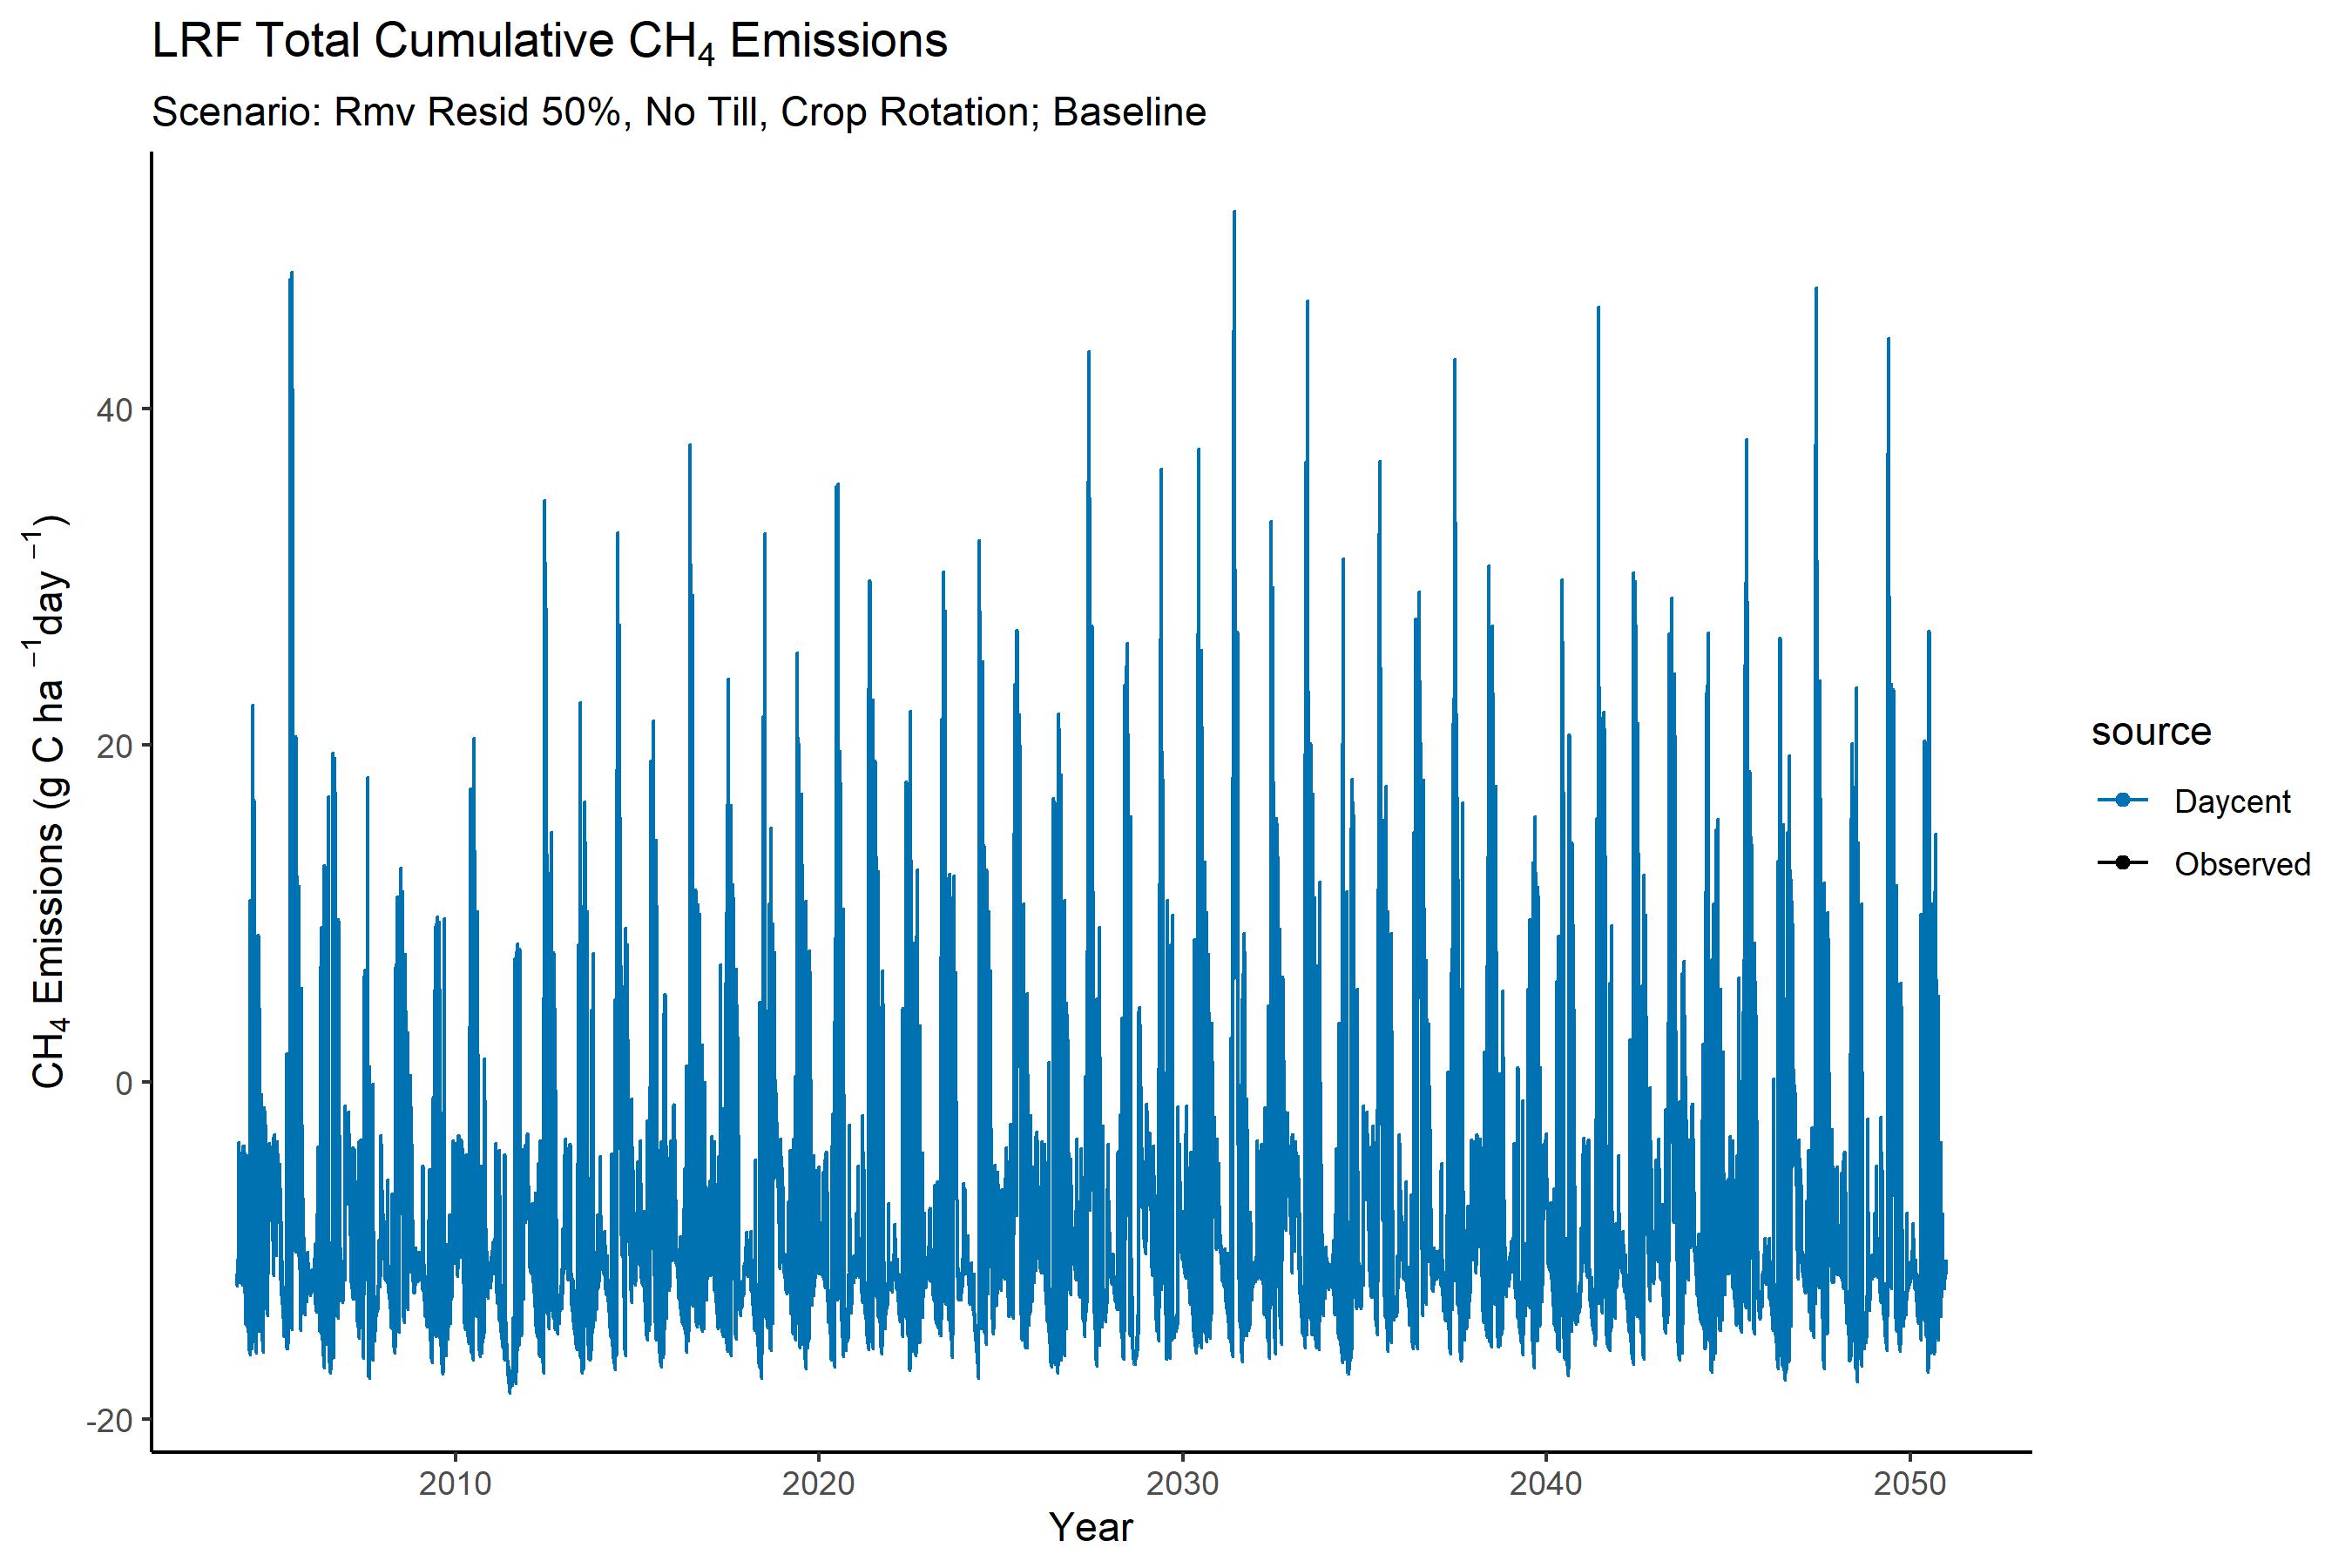 LRF Total Cumulative CH₄ Emissions
Scenario: Rmv Resid 50%, No Till, Crop Rotation; Baseline
CH₄ Emissions (g C ha ⁻¹day ⁻¹)
40
20
0
-20
2010 2020 2030 2040 2050
Year
source
Daycent
Observed